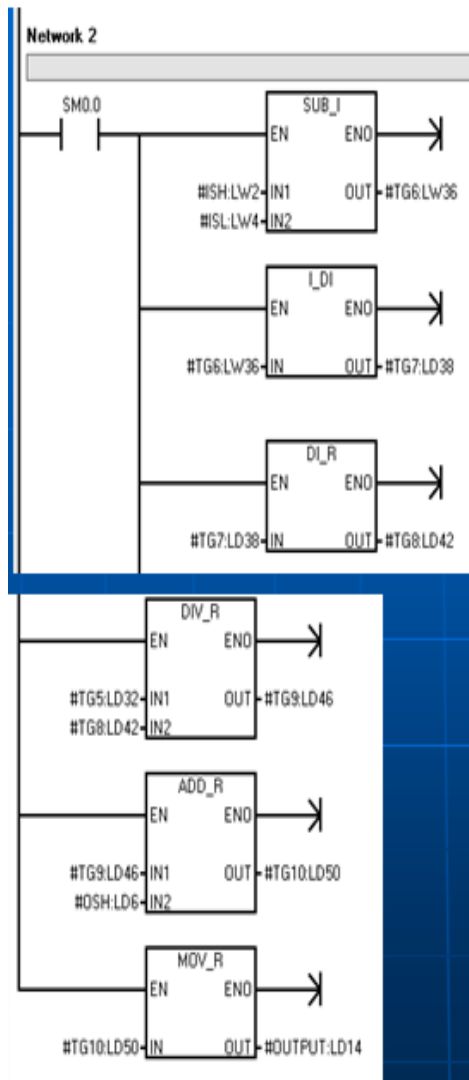 Network 2
SM0.0
SUB_I
EN ENO
#ISH:LW2 IN1 OUT #TG6:LW36
#ISL:LW4 IN2
I_DI
EN ENO
#TG6:LW36 IN OUT #TG7:LD38
DI_R
EN ENO
#TG7:LD38 IN OUT #TG8:LD42
DIV_R
EN ENO
#TG5:LD32 IN1 OUT #TG9:LD46
#TG8:LD42 IN2
ADD_R
EN ENO
#TG9:LD46 IN1 OUT #TG10:LD50
#OSH:LD6 IN2
MOV_R
EN ENO
#TG10:LD50 IN OUT #OUTPUT:LD14